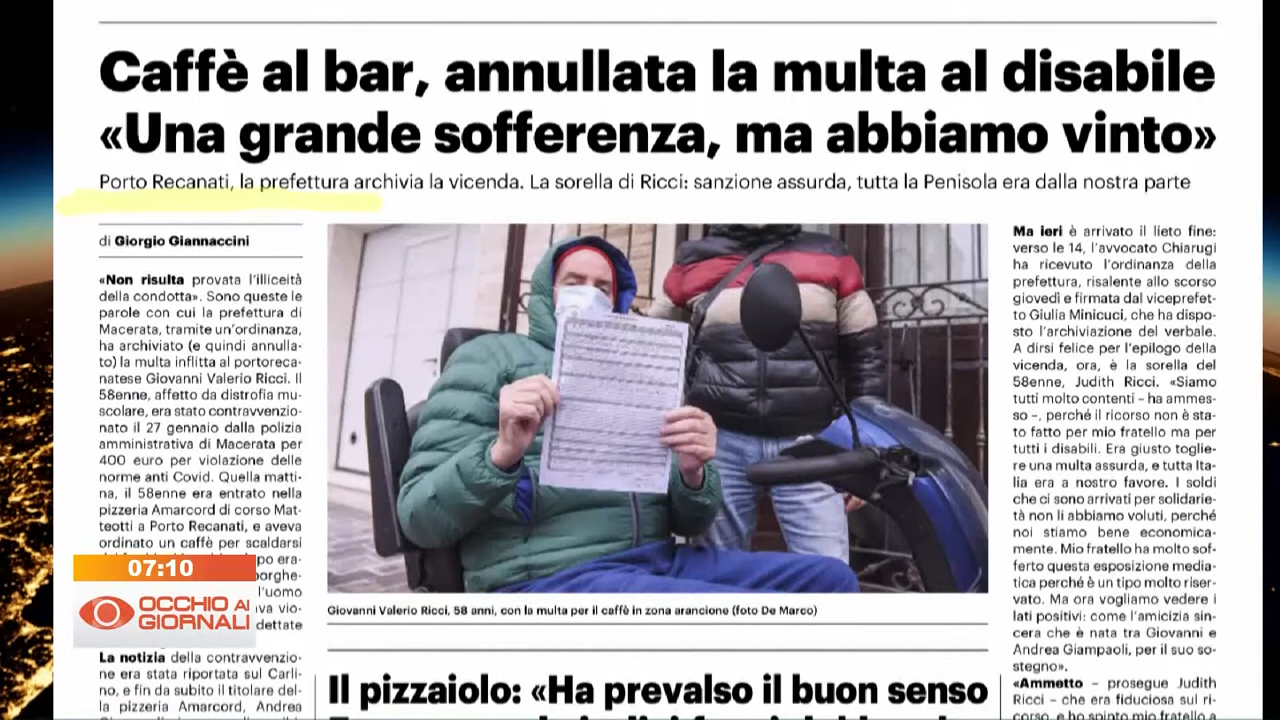 Caffè al bar, annullata la multa al disabile
«Una grande sofferenza, ma abbiamo vinto»
Porto Recanati, la prefettura archivia la vicenda. La sorella di Ricci: sanzione assurda, tutta la Penisola era dalla nostra parte
di Giorgio Giannaccini
«Non risulta provata l'illiceità
della condotta». Sono queste le
parole con cui la prefettura di
Macerata, tramite un'ordinanza,
ha archiviato (e quindi annulla-
to) la multa inflitta al portoreca-
natese Giovanni Valerio Ricci. Il
58enne, affetto da distrofia mu-
scolare, era stato contravvenzio-
nato il 27 gennaio dalla polizia
amministrativa di Macerata per
400 euro per violazione delle
norme anti Covid. Quella matti-
na, il 58enne era entrato nella
pizzeria Amarcord di corso Mat-
teotti a Porto Recanati, e aveva
ordinato un caffè per scaldarsi
po era-
borghe-
l'uomo
va vio-
dettate
La notizia della contravvenzio-
ne era stata riportata sul Carli-
no, e fin da subito il titolare del-
la pizzeria Amarcord, Andrea
07:10
OCCHIO AI
GIORNALI
Giovanni Valerio Ricci, 58 anni, con la multa per il caffè in zona arancione (foto De Marco)
Il pizzaiolo: «Ha prevalso il buon senso
Ma ieri è arrivato il lieto fine:
verso le 14, l'avvocato Chiarugi
ha ricevuto l'ordinanza della
prefettura, risalente allo scorso
giovedì e firmata dal viceprefet-
to Giulia Minicuci, che ha dispo-
sto l'archiviazione del verbale.
A dirsi felice per l'epilogo della
vicenda, ora, è la sorella del
58enne, Judith Ricci. «Siamo
tutti molto contenti – ha ammes-
so –, perché il ricorso non è sta-
to fatto per mio fratello ma per
tutti i disabili. Era giusto toglie-
re una multa assurda, e tutta Ita-
lia era a nostro favore. I soldi
che ci sono arrivati per solidarie-
tà non li abbiamo voluti, perché
noi stiamo bene economica-
mente. Mio fratello ha molto sof-
ferto questa esposizione media-
tica perché è un tipo molto riser-
vato. Ma ora vogliamo vedere i
lati positivi: come l'amicizia sin-
cera che è nata tra Giovanni e
Andrea Giampaoli, per il suo so-
stegno».
«Ammetto – prosegue Judith
Ricci – che era fiduciosa sul ri-
corso, e ho spinto mio fratello a